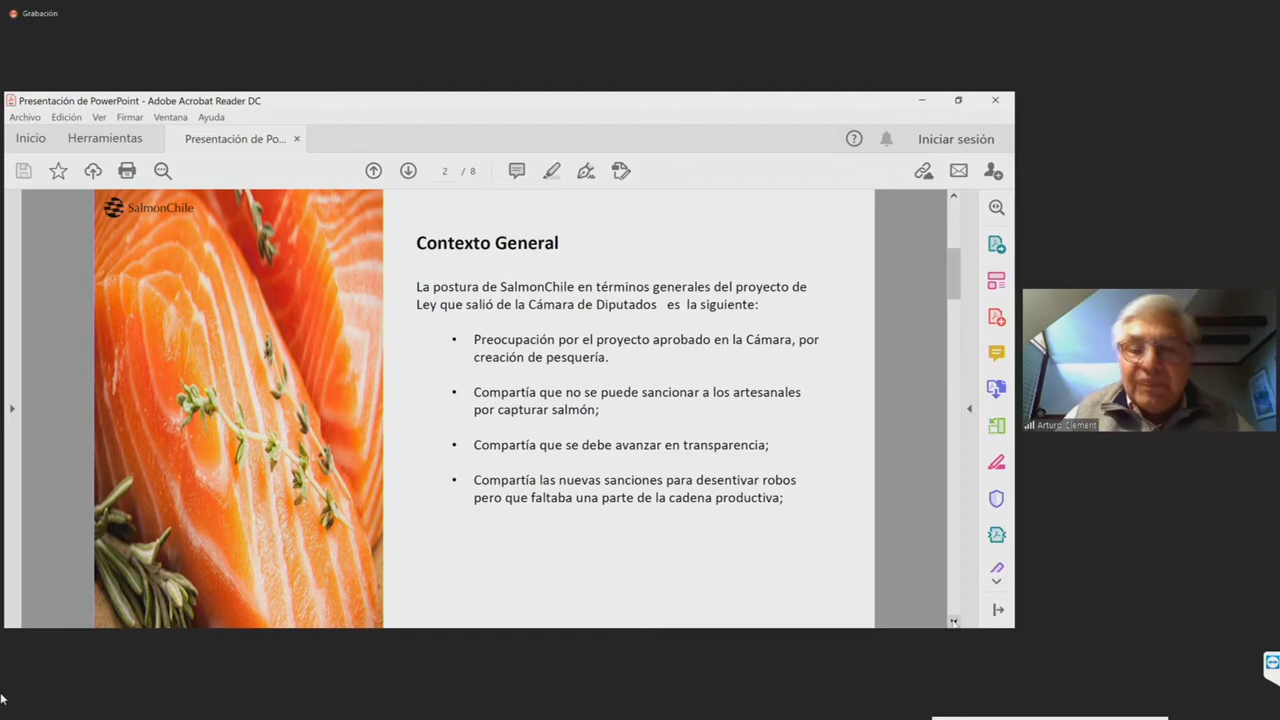 Grabación
Presentación de PowerPoint - Adobe Acrobat Reader DC
Archivo Edición Ver Firmar Ventana Ayuda
Inicio Herramientas Presentación de Po... Iniciar sesión
2 / 8
SalmonChile
Contexto General
La postura de SalmonChile en términos generales del proyecto de
Ley que salió de la Cámara de Diputados es la siguiente:
• Preocupación por el proyecto aprobado en la Cámara, por
creación de pesquería.
• Compartía que no se puede sancionar a los artesanales
por capturar salmón;
• Compartía que se debe avanzar en transparencia;
• Compartía las nuevas sanciones para desentivar robos
pero que faltaba una parte de la cadena productiva;
Arturo Clement